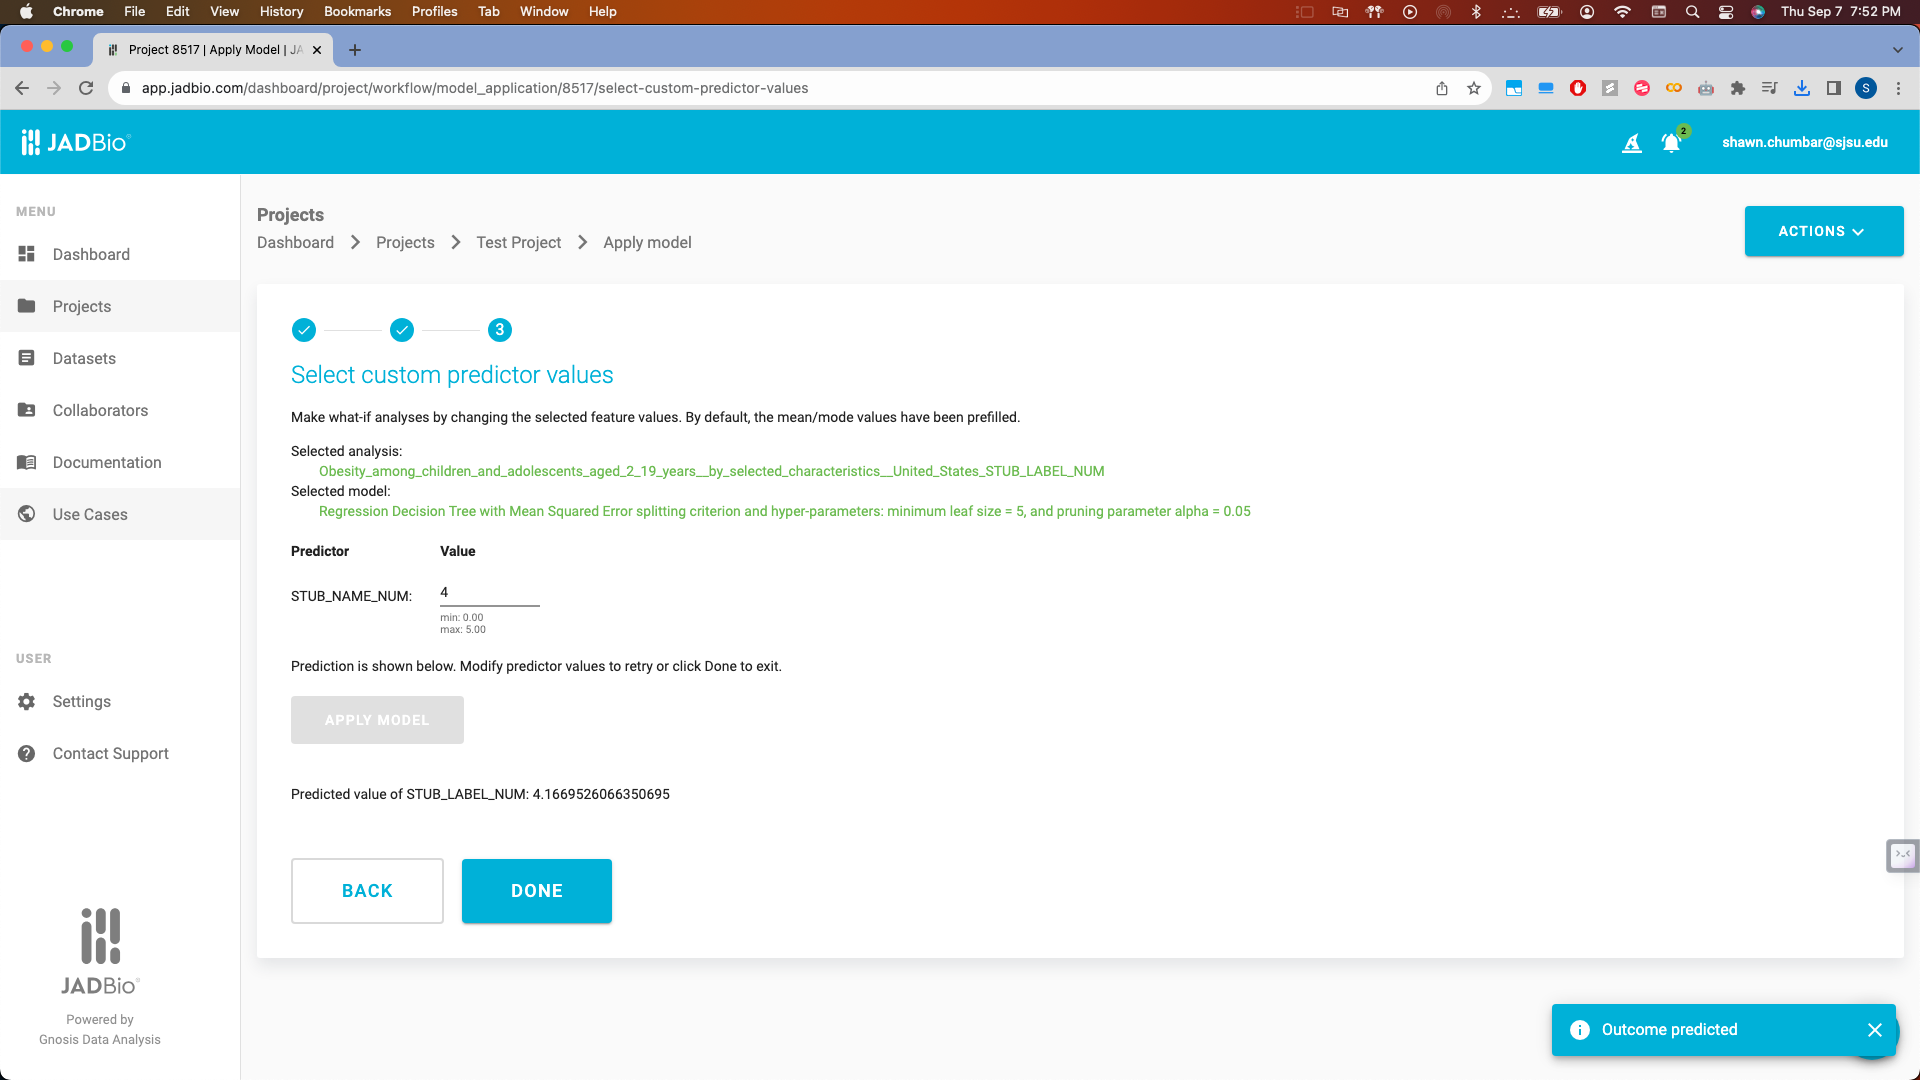 Chrome File Edit View History Bookmarks Profiles Tab Window Help Thu Sep 7 7:52 PM
Project 8517 | Apply Model | JA
app.jadbio.com/dashboard/project/workflow/model_application/8517/select-custom-predictor-values
S
JADBio
2
shawn.chumbar@sjsu.edu
MENU
Dashboard
Projects
Datasets
Collaborators
Documentation
Use Cases
USER
Settings
Contact Support
JADBio
Powered by
Gnosis Data Analysis
Projects
Dashboard Projects Test Project Apply model
ACTIONS
3
Select custom predictor values
Make what-if analyses by changing the selected feature values. By default, the mean/mode values have been prefilled.
Selected analysis:
Obesity_among_children_and_adolescents_aged_2_19_years__by_selected_characteristics__United_States_STUB_LABEL_NUM
Selected model:
Regression Decision Tree with Mean Squared Error splitting criterion and hyper-parameters: minimum leaf size = 5, and pruning parameter alpha = 0.05
Predictor Value
STUB_NAME_NUM: 4
min: 0.00
max: 5.00
Prediction is shown below. Modify predictor values to retry or click Done to exit.
APPLY MODEL
Predicted value of STUB_LABEL_NUM: 4.1669526066350695
BACK DONE
Outcome predicted